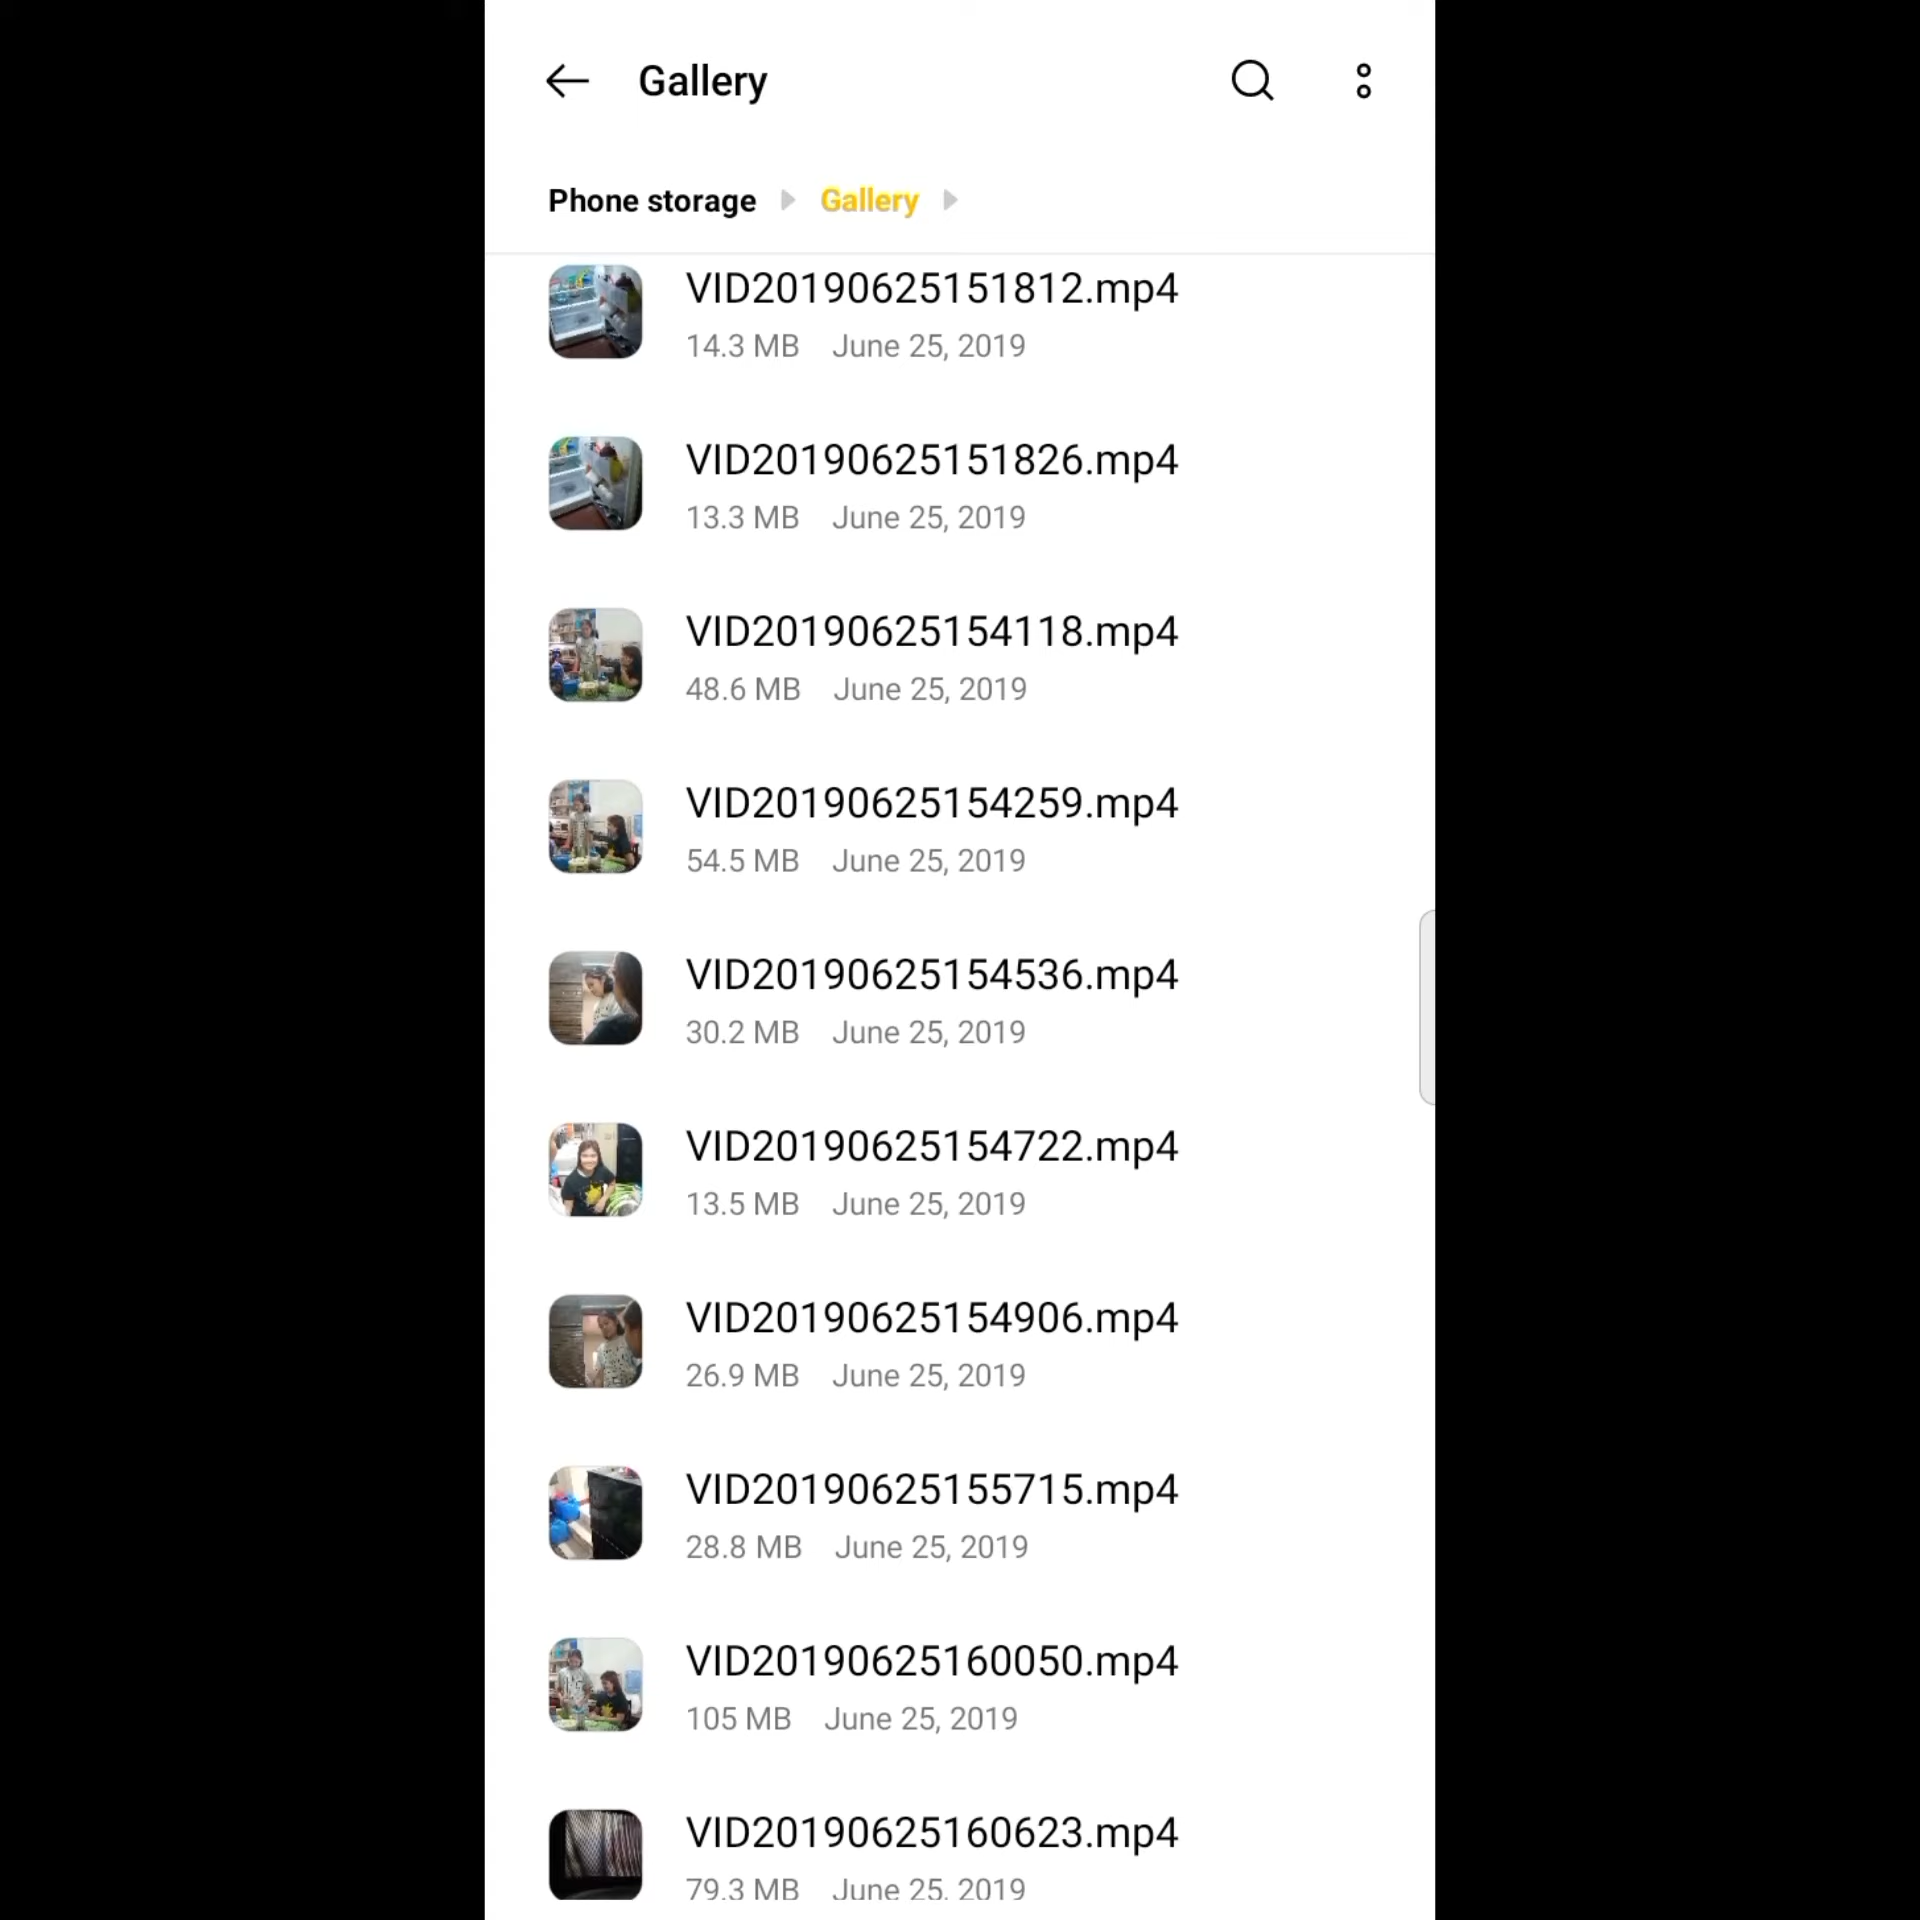 Gallery
Phone storage Gallery
VID20190625151812.mp4
14.3 MB June 25, 2019
VID20190625151826.mp4
13.3 MB June 25, 2019
VID20190625154118.mp4
48.6 MB June 25, 2019
VID20190625154259.mp4
54.5 MB June 25, 2019
VID20190625154536.mp4
30.2 MB June 25, 2019
VID20190625154722.mp4
13.5 MB June 25, 2019
VID20190625154906.mp4
26.9 MB June 25, 2019
VID20190625155715.mp4
28.8 MB June 25, 2019
VID20190625160050.mp4
105 MB June 25, 2019
VID20190625160623.mp4
79.3 MB June 25, 2019